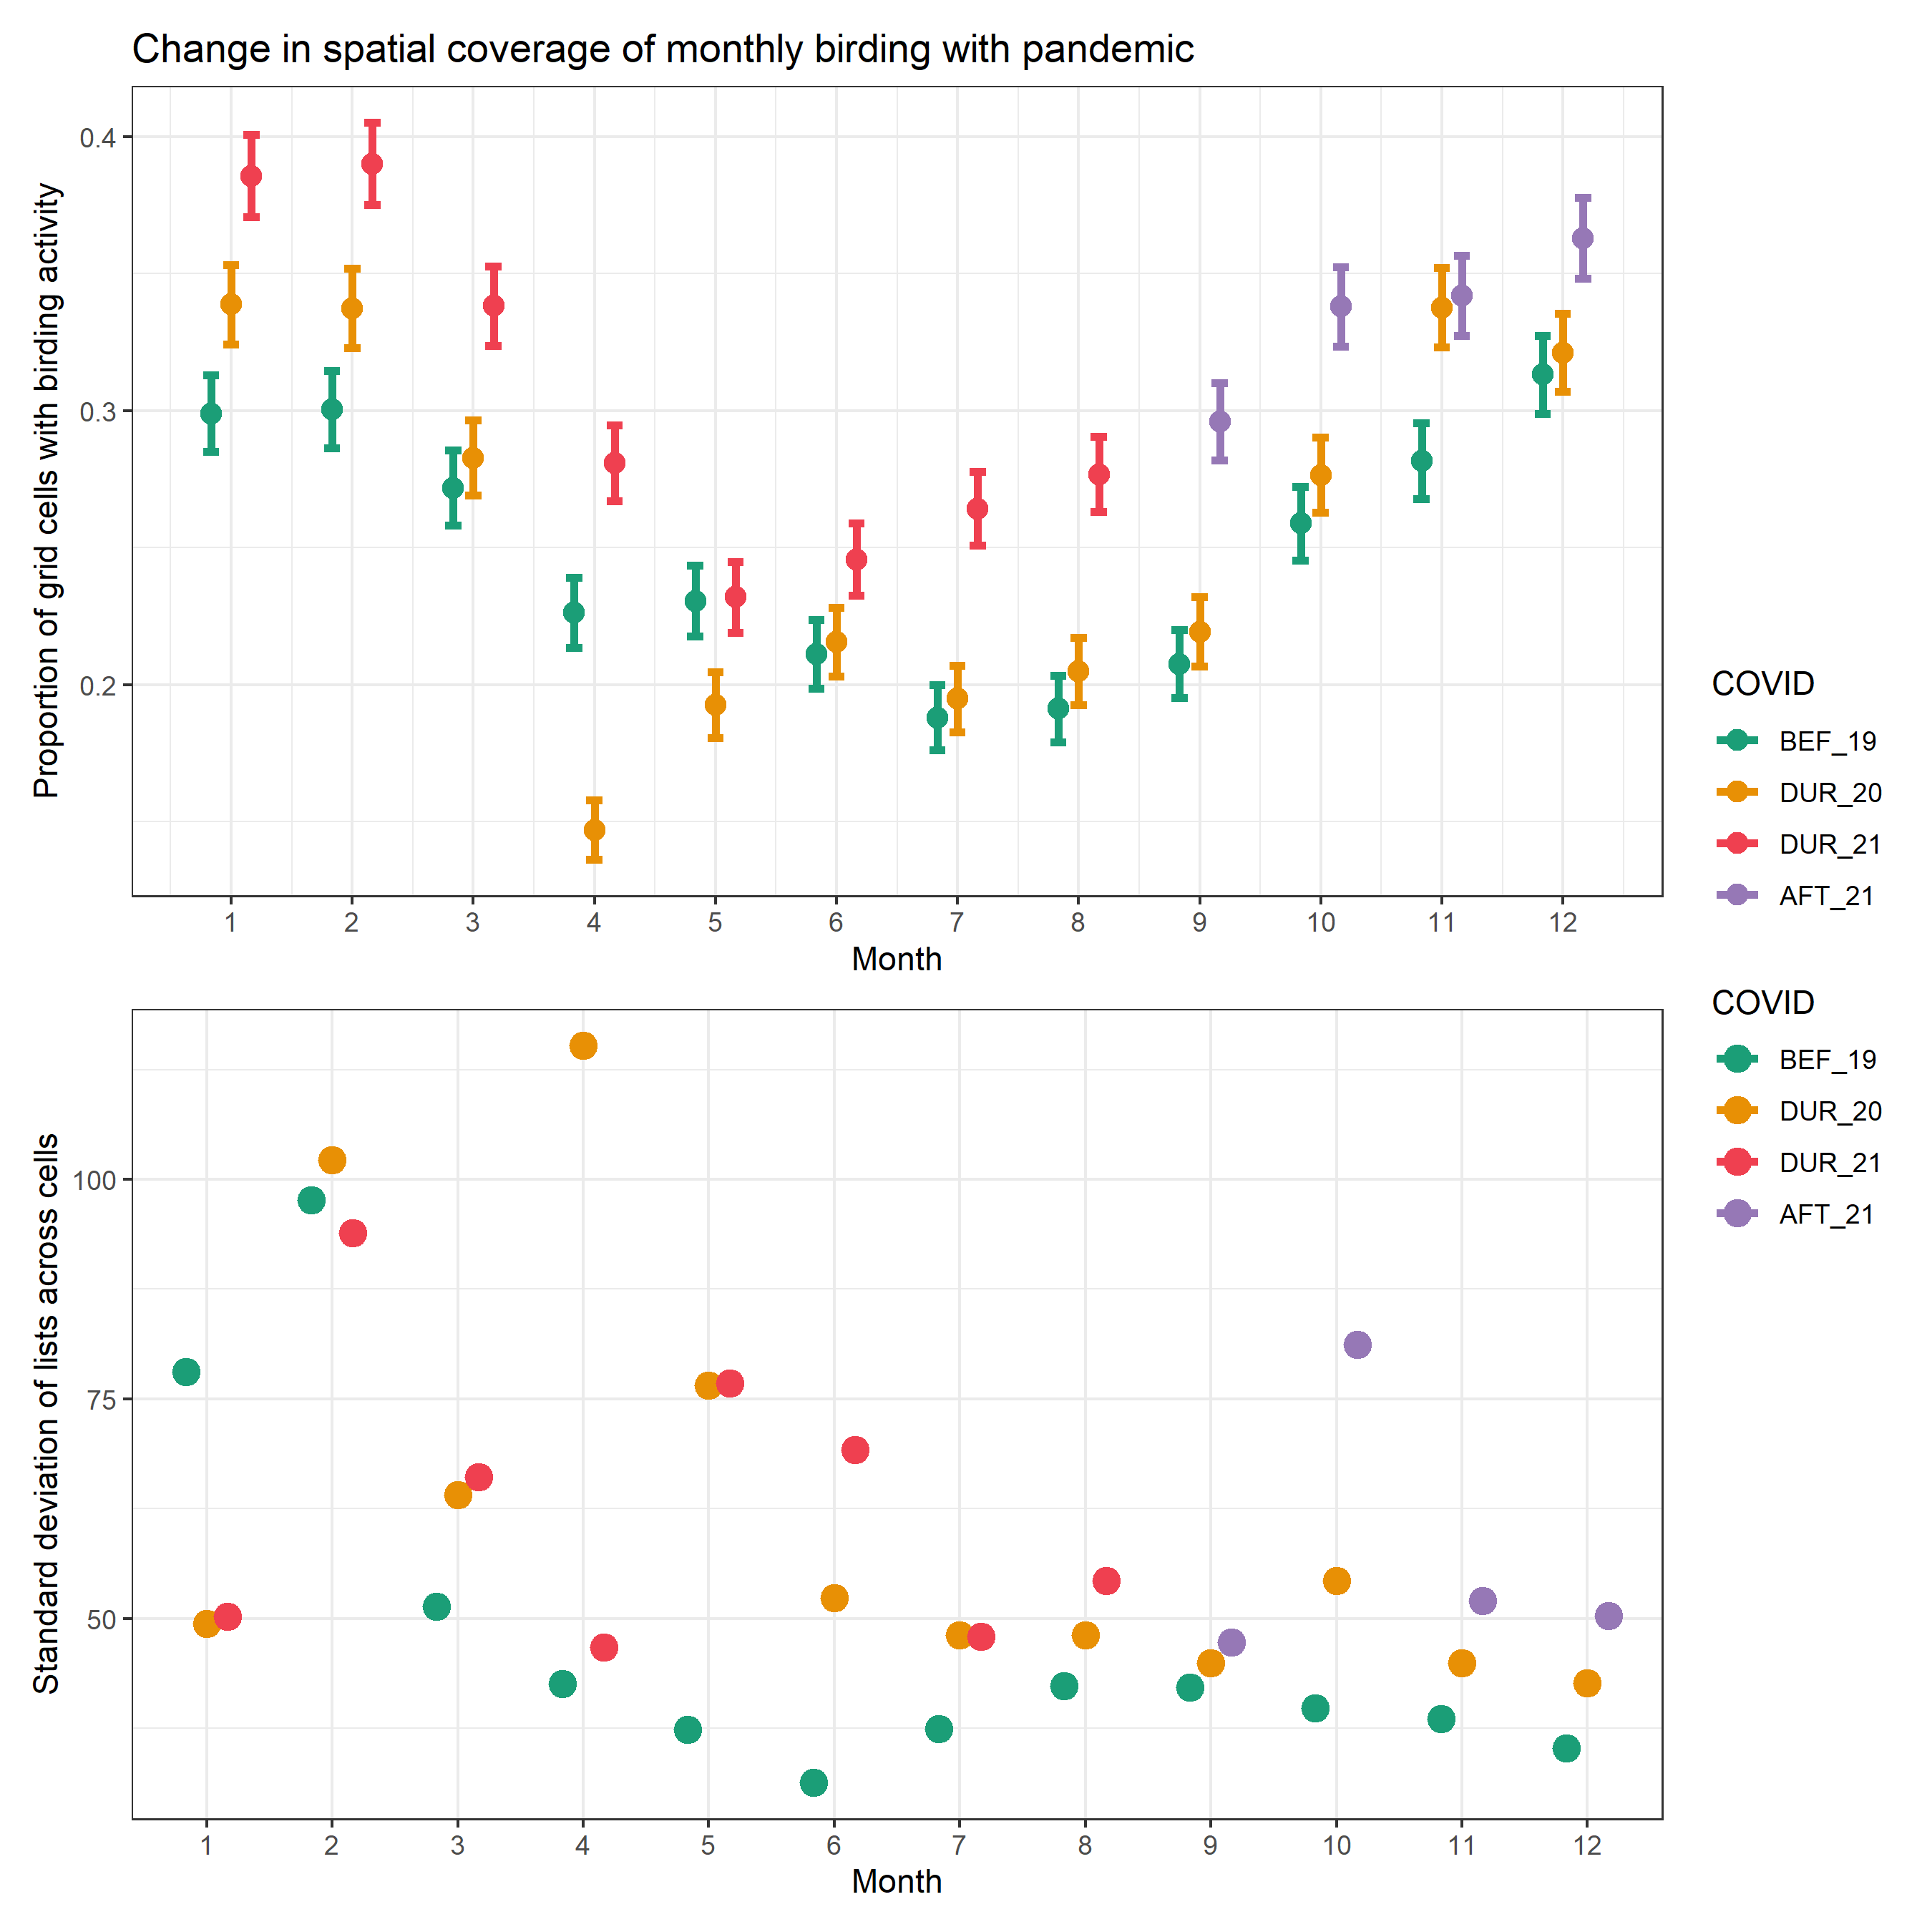 Change in spatial coverage of monthly birding with pandemic
Proportion of grid cells with birding activity
0.4
0.3
0.2
1 2 3 4 5 6 7 8 9 10 11 12
Month
COVID
BEF_19
DUR_20
DUR_21
AFT_21
Standard deviation of lists across cells
100
75
50
1 2 3 4 5 6 7 8 9 10 11 12
Month
COVID
BEF_19
DUR_20
DUR_21
AFT_21